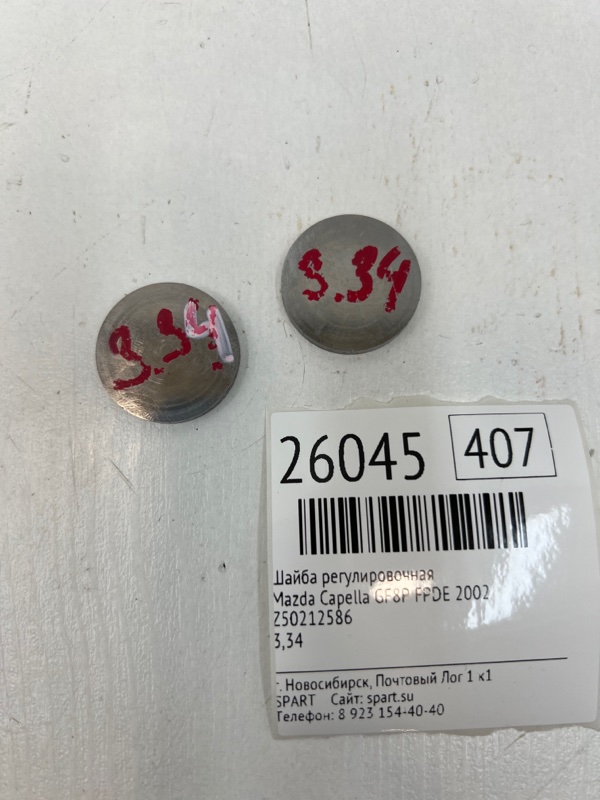 3.34
3.34
26045 407
Шайба регулировочная
Mazda Capella GF8P FPDE 2002
Z50212586
3,34
г. Новосибирск, Почтовый Лог 1 к1
SPART Сайт: spart.su
Телефон: 8 923 154-40-40